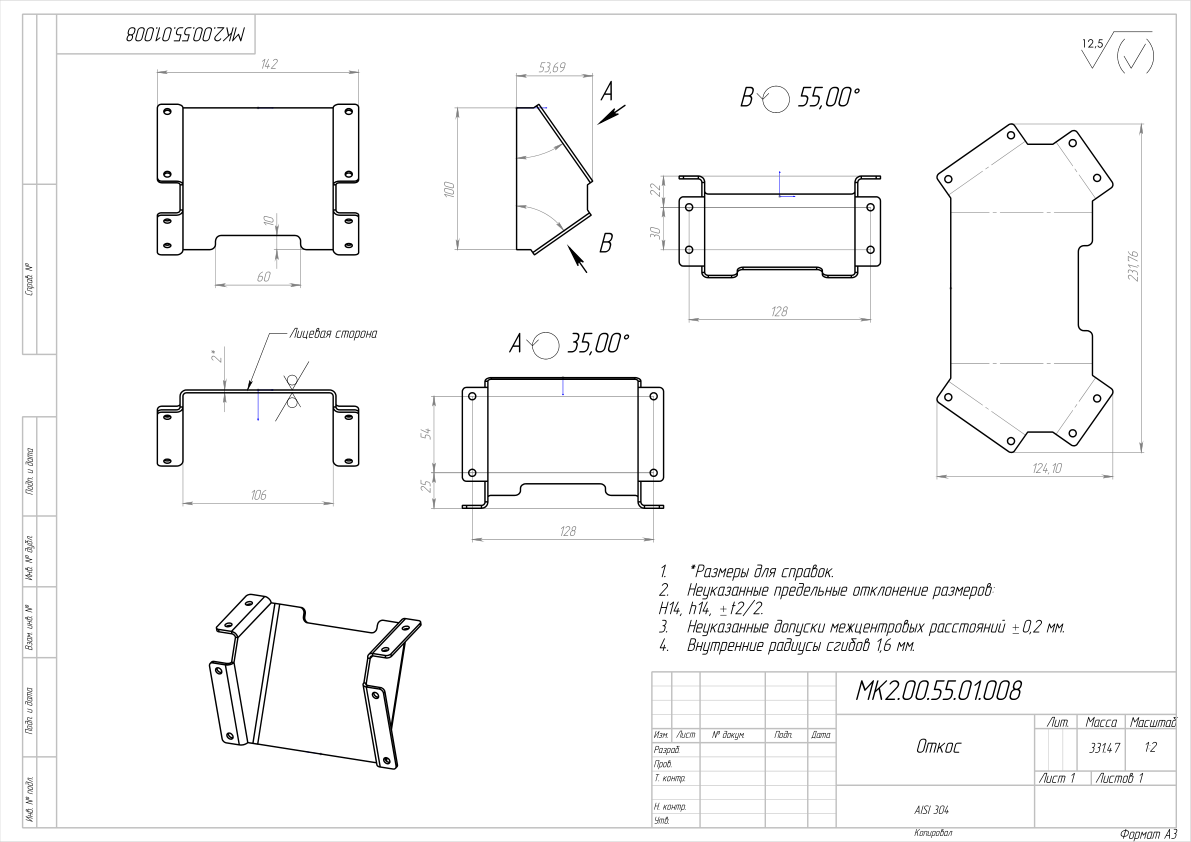 МК2.00.55.01.008
12,5
142
53,69
А
В 55,00°
100
22
10
30
60
В
128
231,76
Лицевая сторона
2*
А 35,00°
54
25
106
128
124,10
1. *Размеры для справок.
2. Неуказанные предельные отклонение размеров:
H14, h14, ±t2/2.
3. Неуказанные допуски межцентровых расстояний ±0,2 мм.
4. Внутренние радиусы сгибов 1,6 мм.
Справ. №
Подп. и дата
Инв. № дубл.
Взам. инв. №
Подп. и дата
Инв. № подл.
МК2.00.55.01.008
Изм. Лист № докум. Подп. Дата
Разраб.
Пров.
Т. контр.
Н. контр.
Утв.
Откос
Лит. Масса Масштаб
331.47 1:2
Лист 1 Листов 1
AISI 304
Копировал
Формат А3